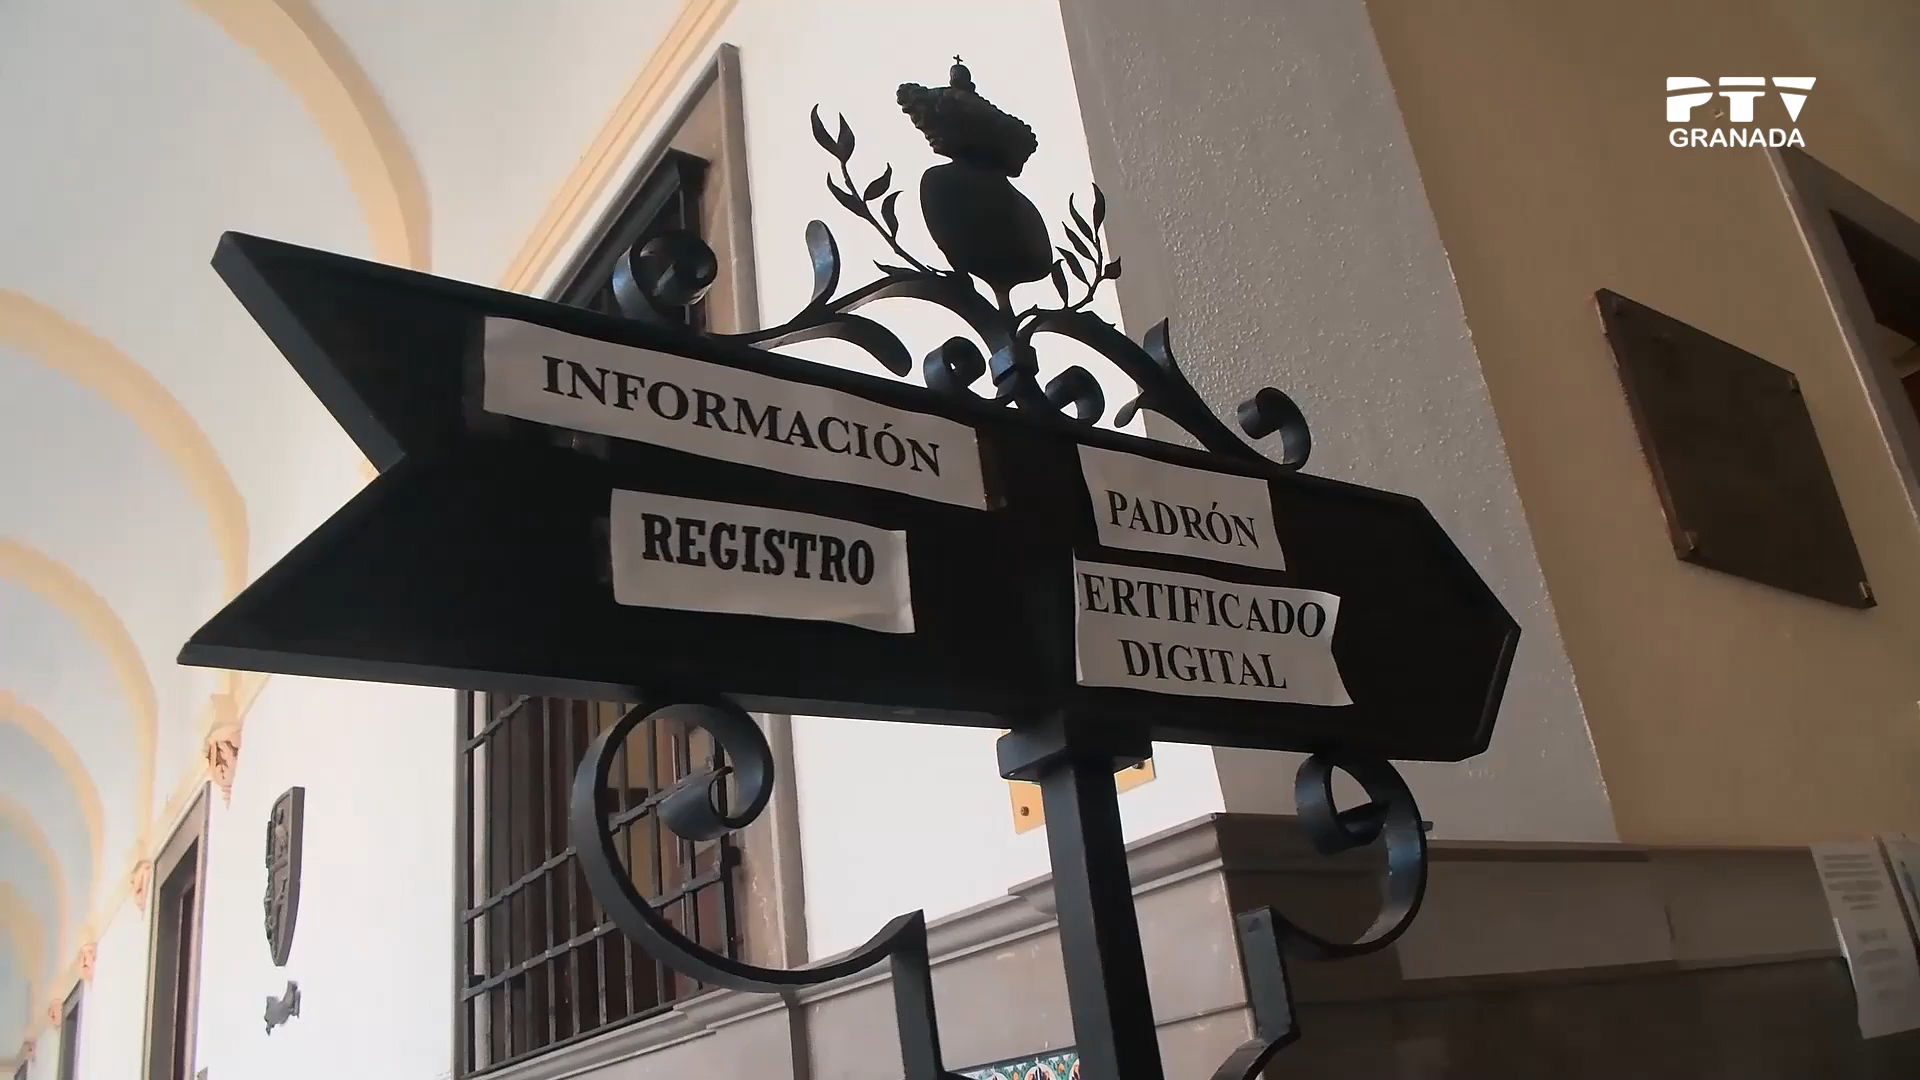 PTV
GRANADA
INFORMACIÓN
REGISTRO
PADRÓN
ERTIFICADO
DIGITAL